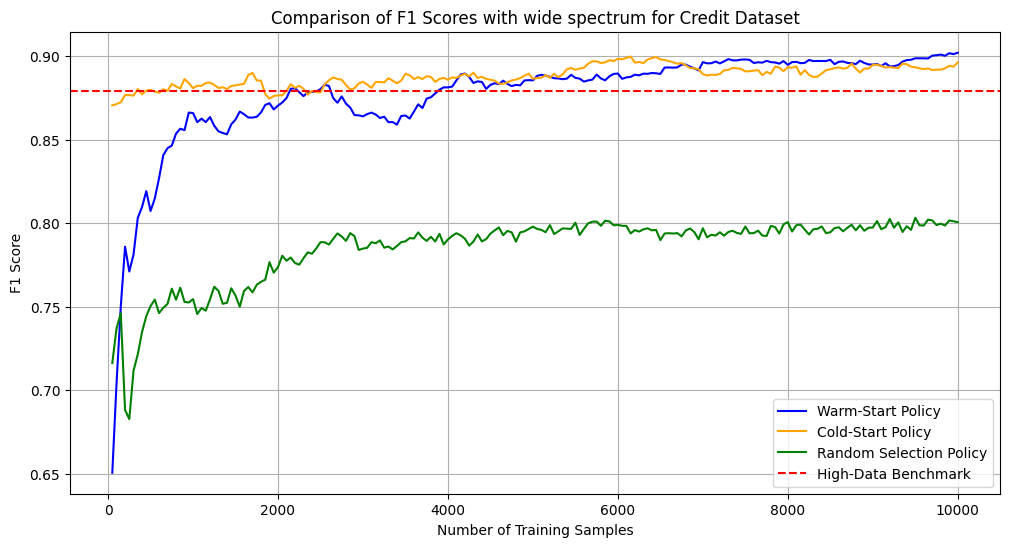 Comparison of F1 Scores with wide spectrum for Credit Dataset
F1 Score
0.90
0.85
0.80
0.75
0.70
0.65
Warm-Start Policy
Cold-Start Policy
Random Selection Policy
High-Data Benchmark
0
2000
4000
6000
8000
10000
Number of Training Samples